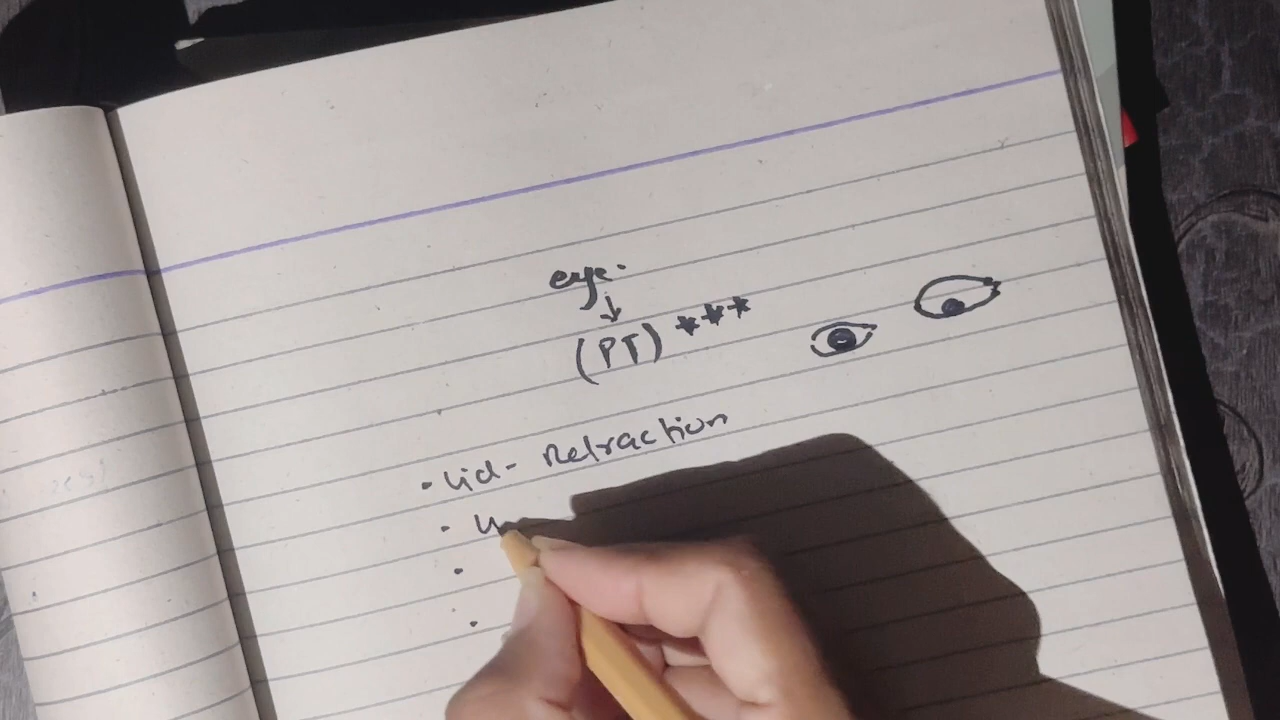 eye.
↓
(PT) ***
· Lid - Retraction
·
·
·